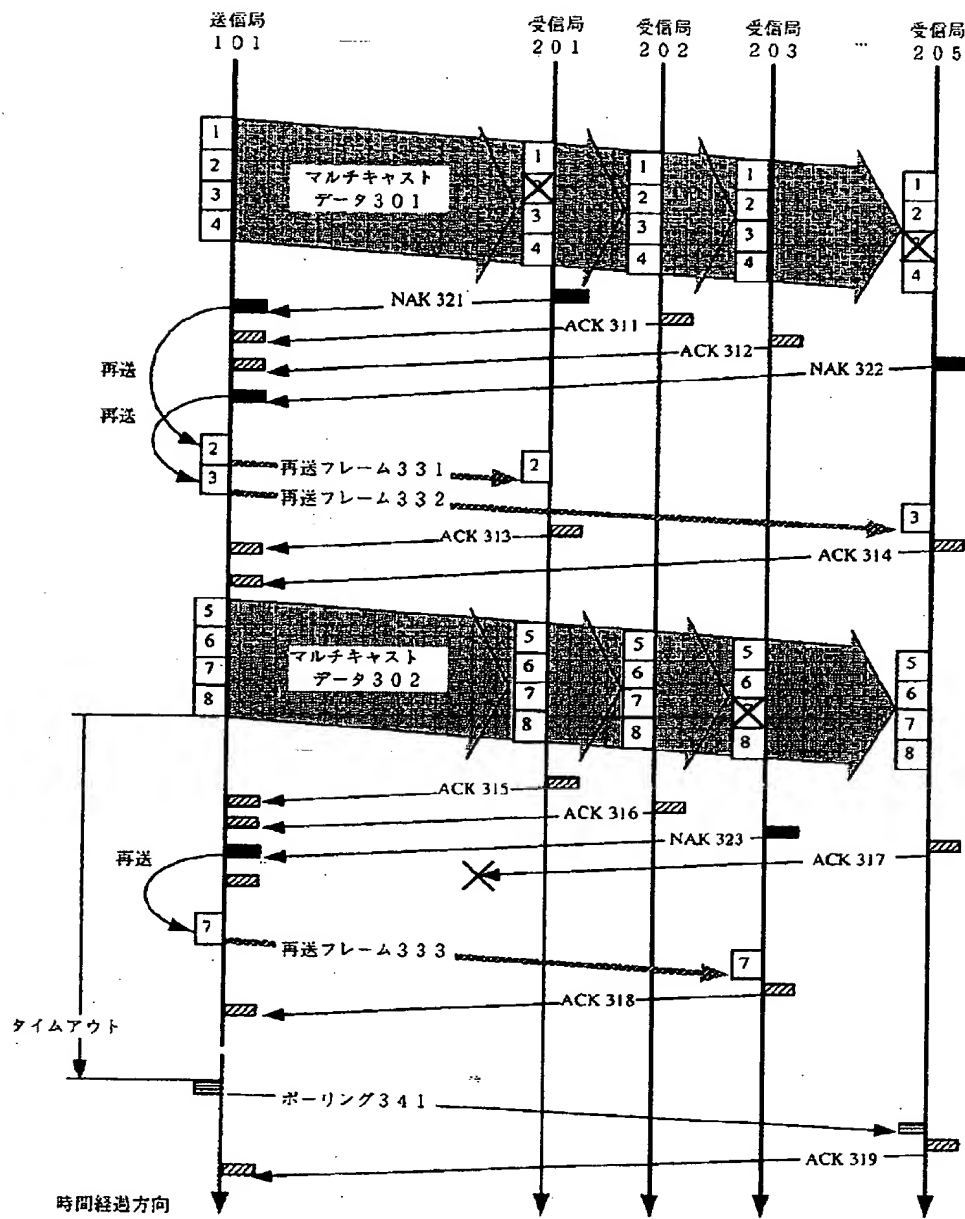 送信局
101
受信局
201
受信局
202
受信局
203
…
受信局
205
1
2
3
4
マルチキャスト
データ301
1
3
4
1
2
3
4
1
2
3
4
1
2
4
NAK 321
ACK 311
ACK 312
NAK 322
再送
再送
2
3
再送フレーム331
2
再送フレーム332
3
ACK 313
ACK 314
5
6
7
8
マルチキャスト
データ302
5
6
7
8
5
6
7
8
5
6
8
5
6
7
8
ACK 315
ACK 316
NAK 323
ACK 317
再送
7
再送フレーム333
7
ACK 318
タイムアウト
ポーリング341
ACK 319
時間経過方向